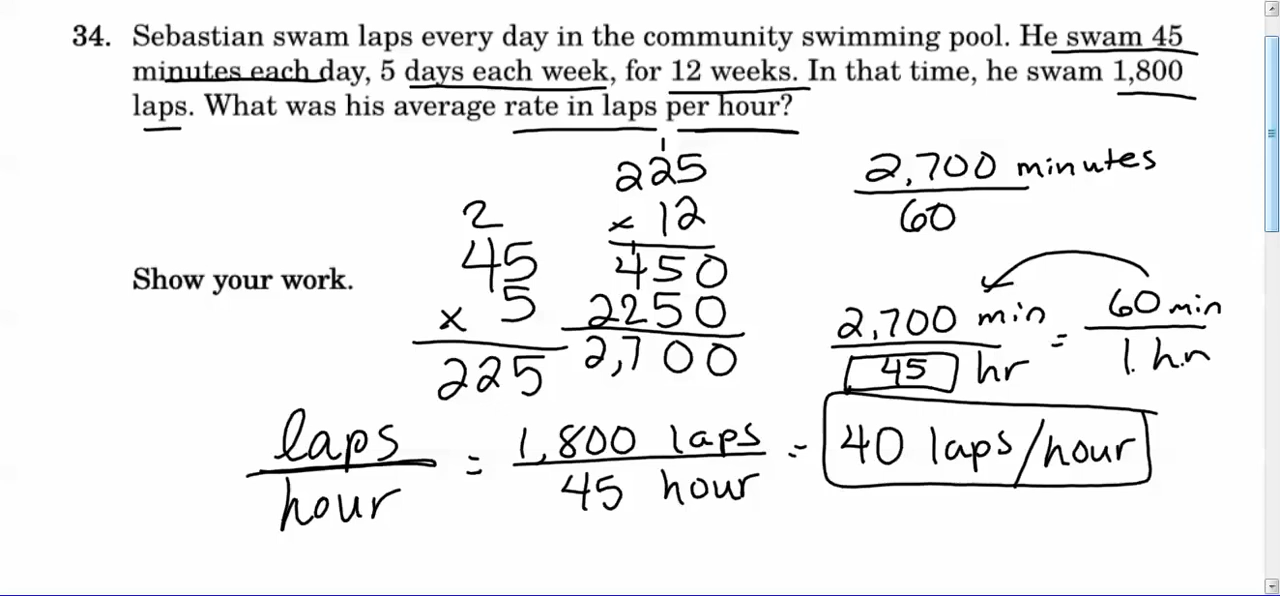 34. Sebastian swam laps every day in the community swimming pool. He swam 45
minutes each day, 5 days each week, for 12 weeks. In that time, he swam 1,800
laps. What was his average rate in laps per hour?
Show your work.
2
45
x 5
225
1
225
x 12
450
2250
2,700
2,700 minutes
60
2,700 min
45 hr
=
60 min
1. hr
laps
hour
=
1,800 laps
45 hour
=
40 laps/hour